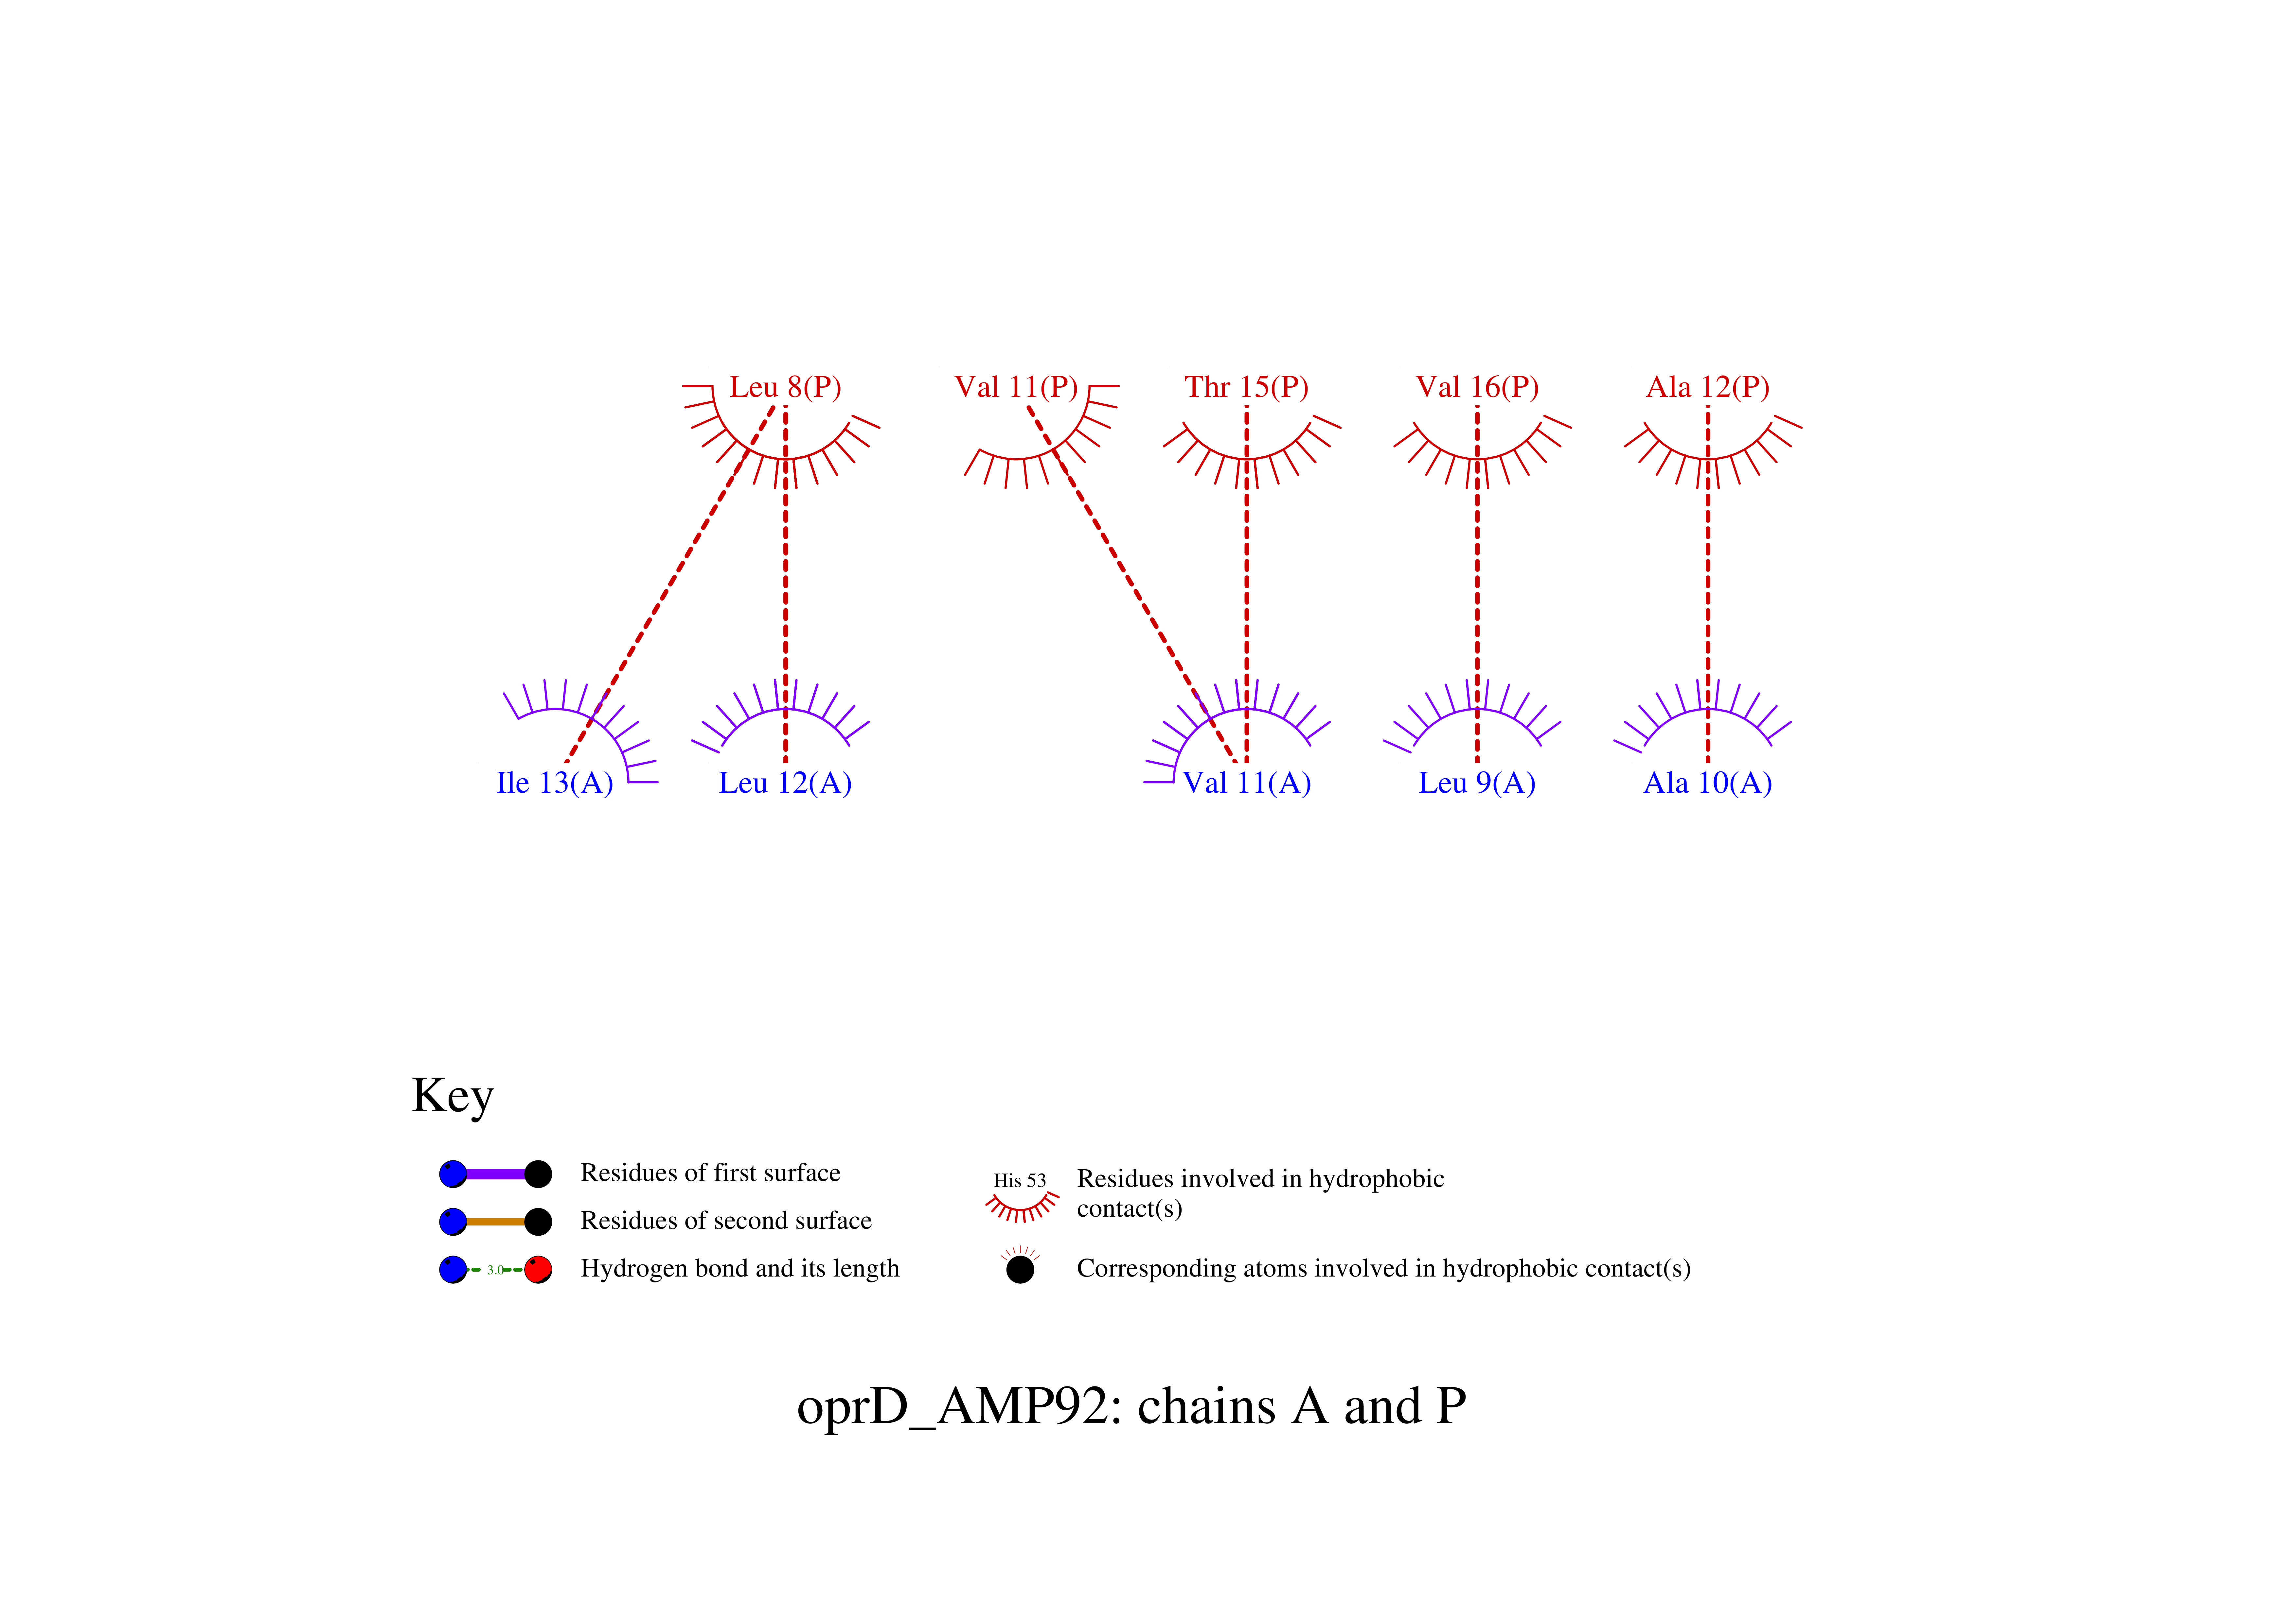 Leu 8(P) Val 11(P) Thr 15(P) Val 16(P) Ala 12(P)
Ile 13(A) Leu 12(A) Val 11(A) Leu 9(A) Ala 10(A)
Key
Residues of first surface
Residues of second surface
3.0 Hydrogen bond and its length
His 53 Residues involved in hydrophobic
contact(s)
Corresponding atoms involved in hydrophobic contact(s)
oprD_AMP92: chains A and P